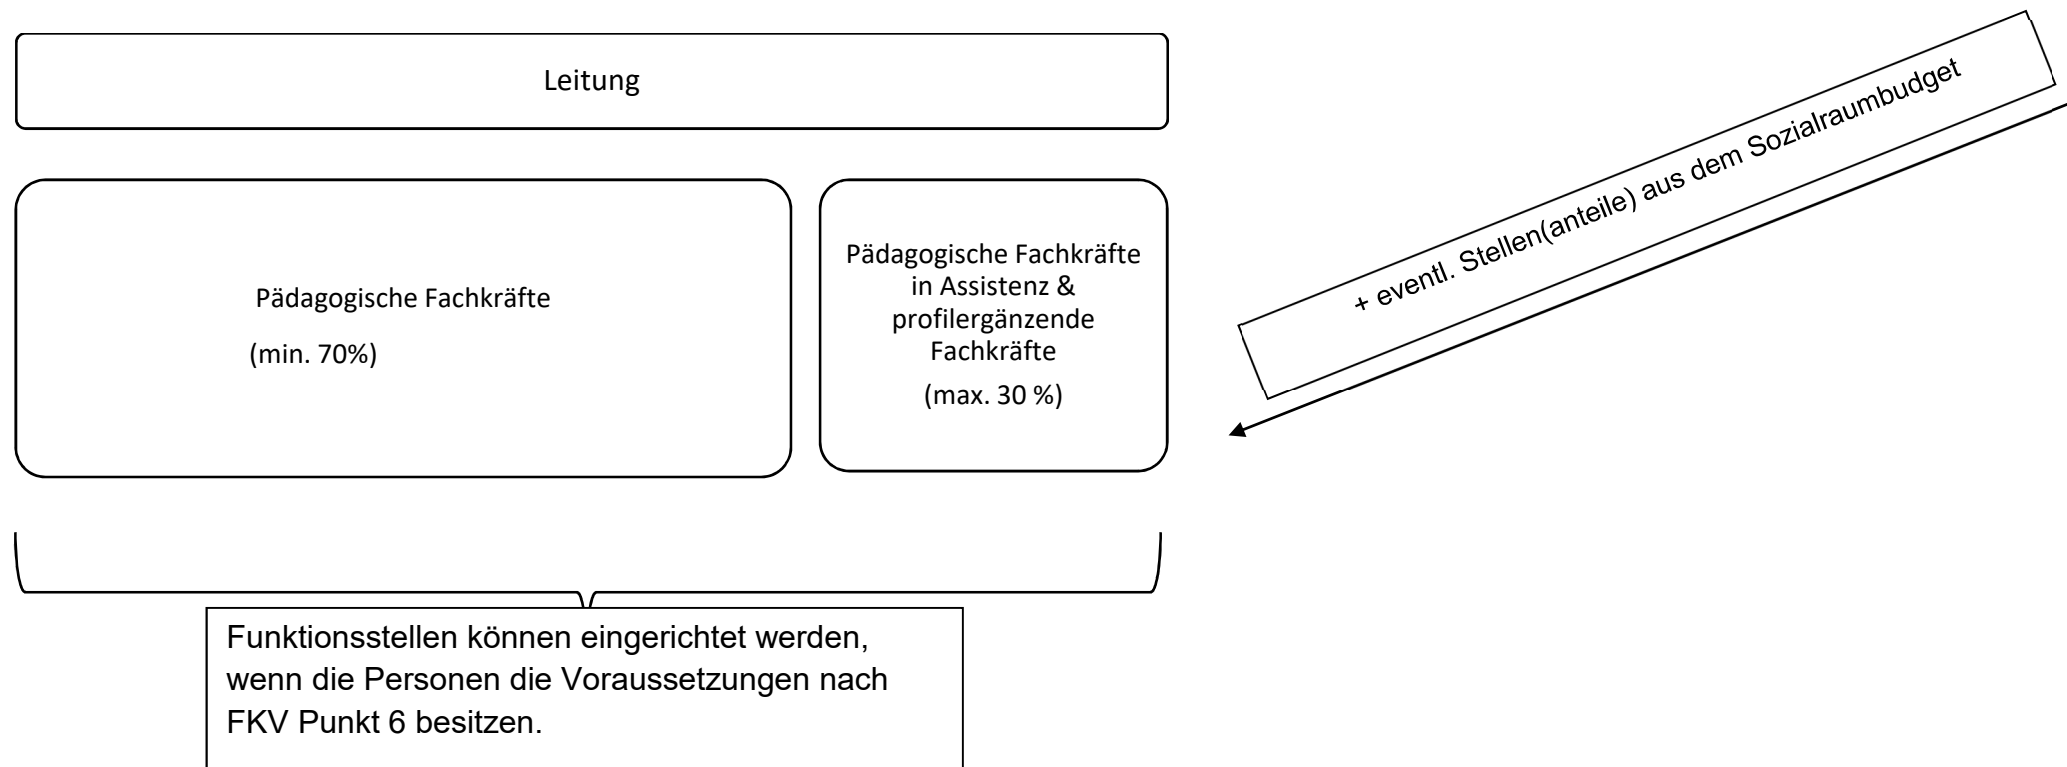 Leitung
+ eventl. Stellen(anteile) aus dem Sozialraumbudget
Pädagogische Fachkräfte
(min. 70%)
Pädagogische Fachkräfte
in Assistenz &
profilergänzende
Fachkräfte
(max. 30 %)
Funktionsstellen können eingerichtet werden,
wenn die Personen die Voraussetzungen nach
FKV Punkt 6 besitzen.